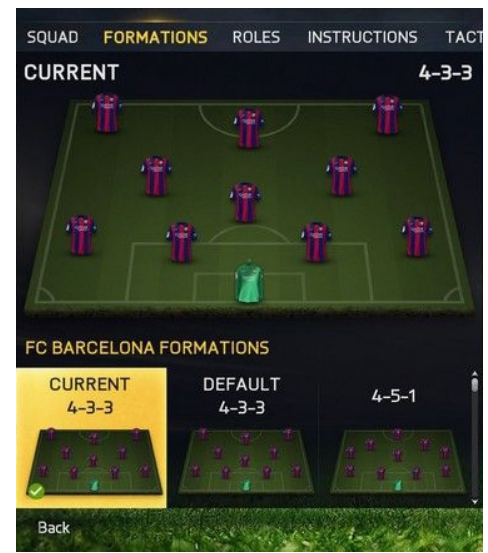 SQUAD FORMATIONS ROLES INSTRUCTIONS TACT
CURRENT 4-3-3
FC BARCELONA FORMATIONS
CURRENT
4-3-3
DEFAULT
4-3-3
4-5-1
Back